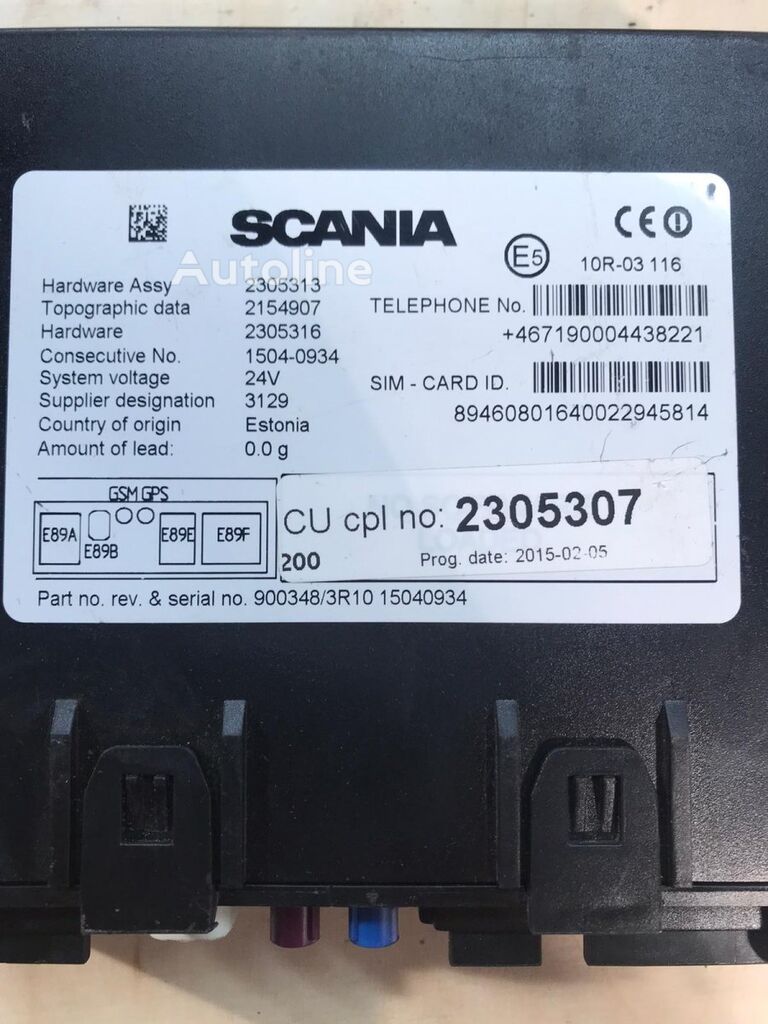 SCANIA
CE
E5
10R-03 116
Autoline
Hardware Assy 2305313
Topographic data 2154907
Hardware 2305316
Consecutive No. 1504-0934
System voltage 24V
Supplier designation 3129
Country of origin Estonia
Amount of lead: 0.0 g
TELEPHONE No.
+467190004438221
SIM - CARD ID.
89460801640022945814
GSM GPS
E89A E89B E89E E89F
CU cpl no: 2305307
200 Prog. date: 2015-02-05
Part no. rev. & serial no. 900348/3R10 15040934